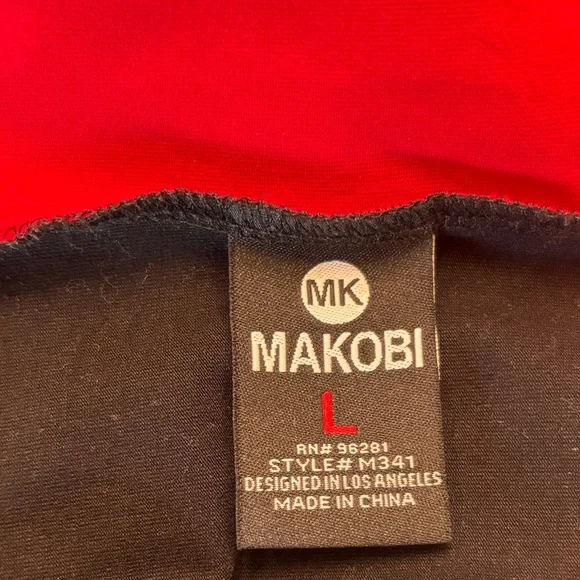 MK
MAKOBI
L
RN# 96281
STYLE# M341
DESIGNED IN LOS ANGELES
MADE IN CHINA